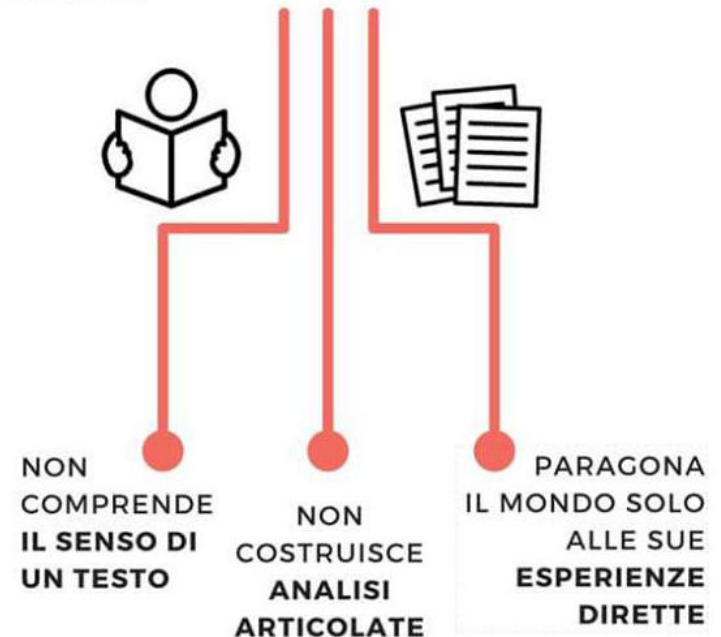 NON
COMPRENDE
IL SENSO DI
UN TESTO
NON
COSTRUISCE
ANALISI
ARTICOLATE
PARAGONA
IL MONDO SOLO
ALLE SUE
ESPERIENZE
DIRETTE